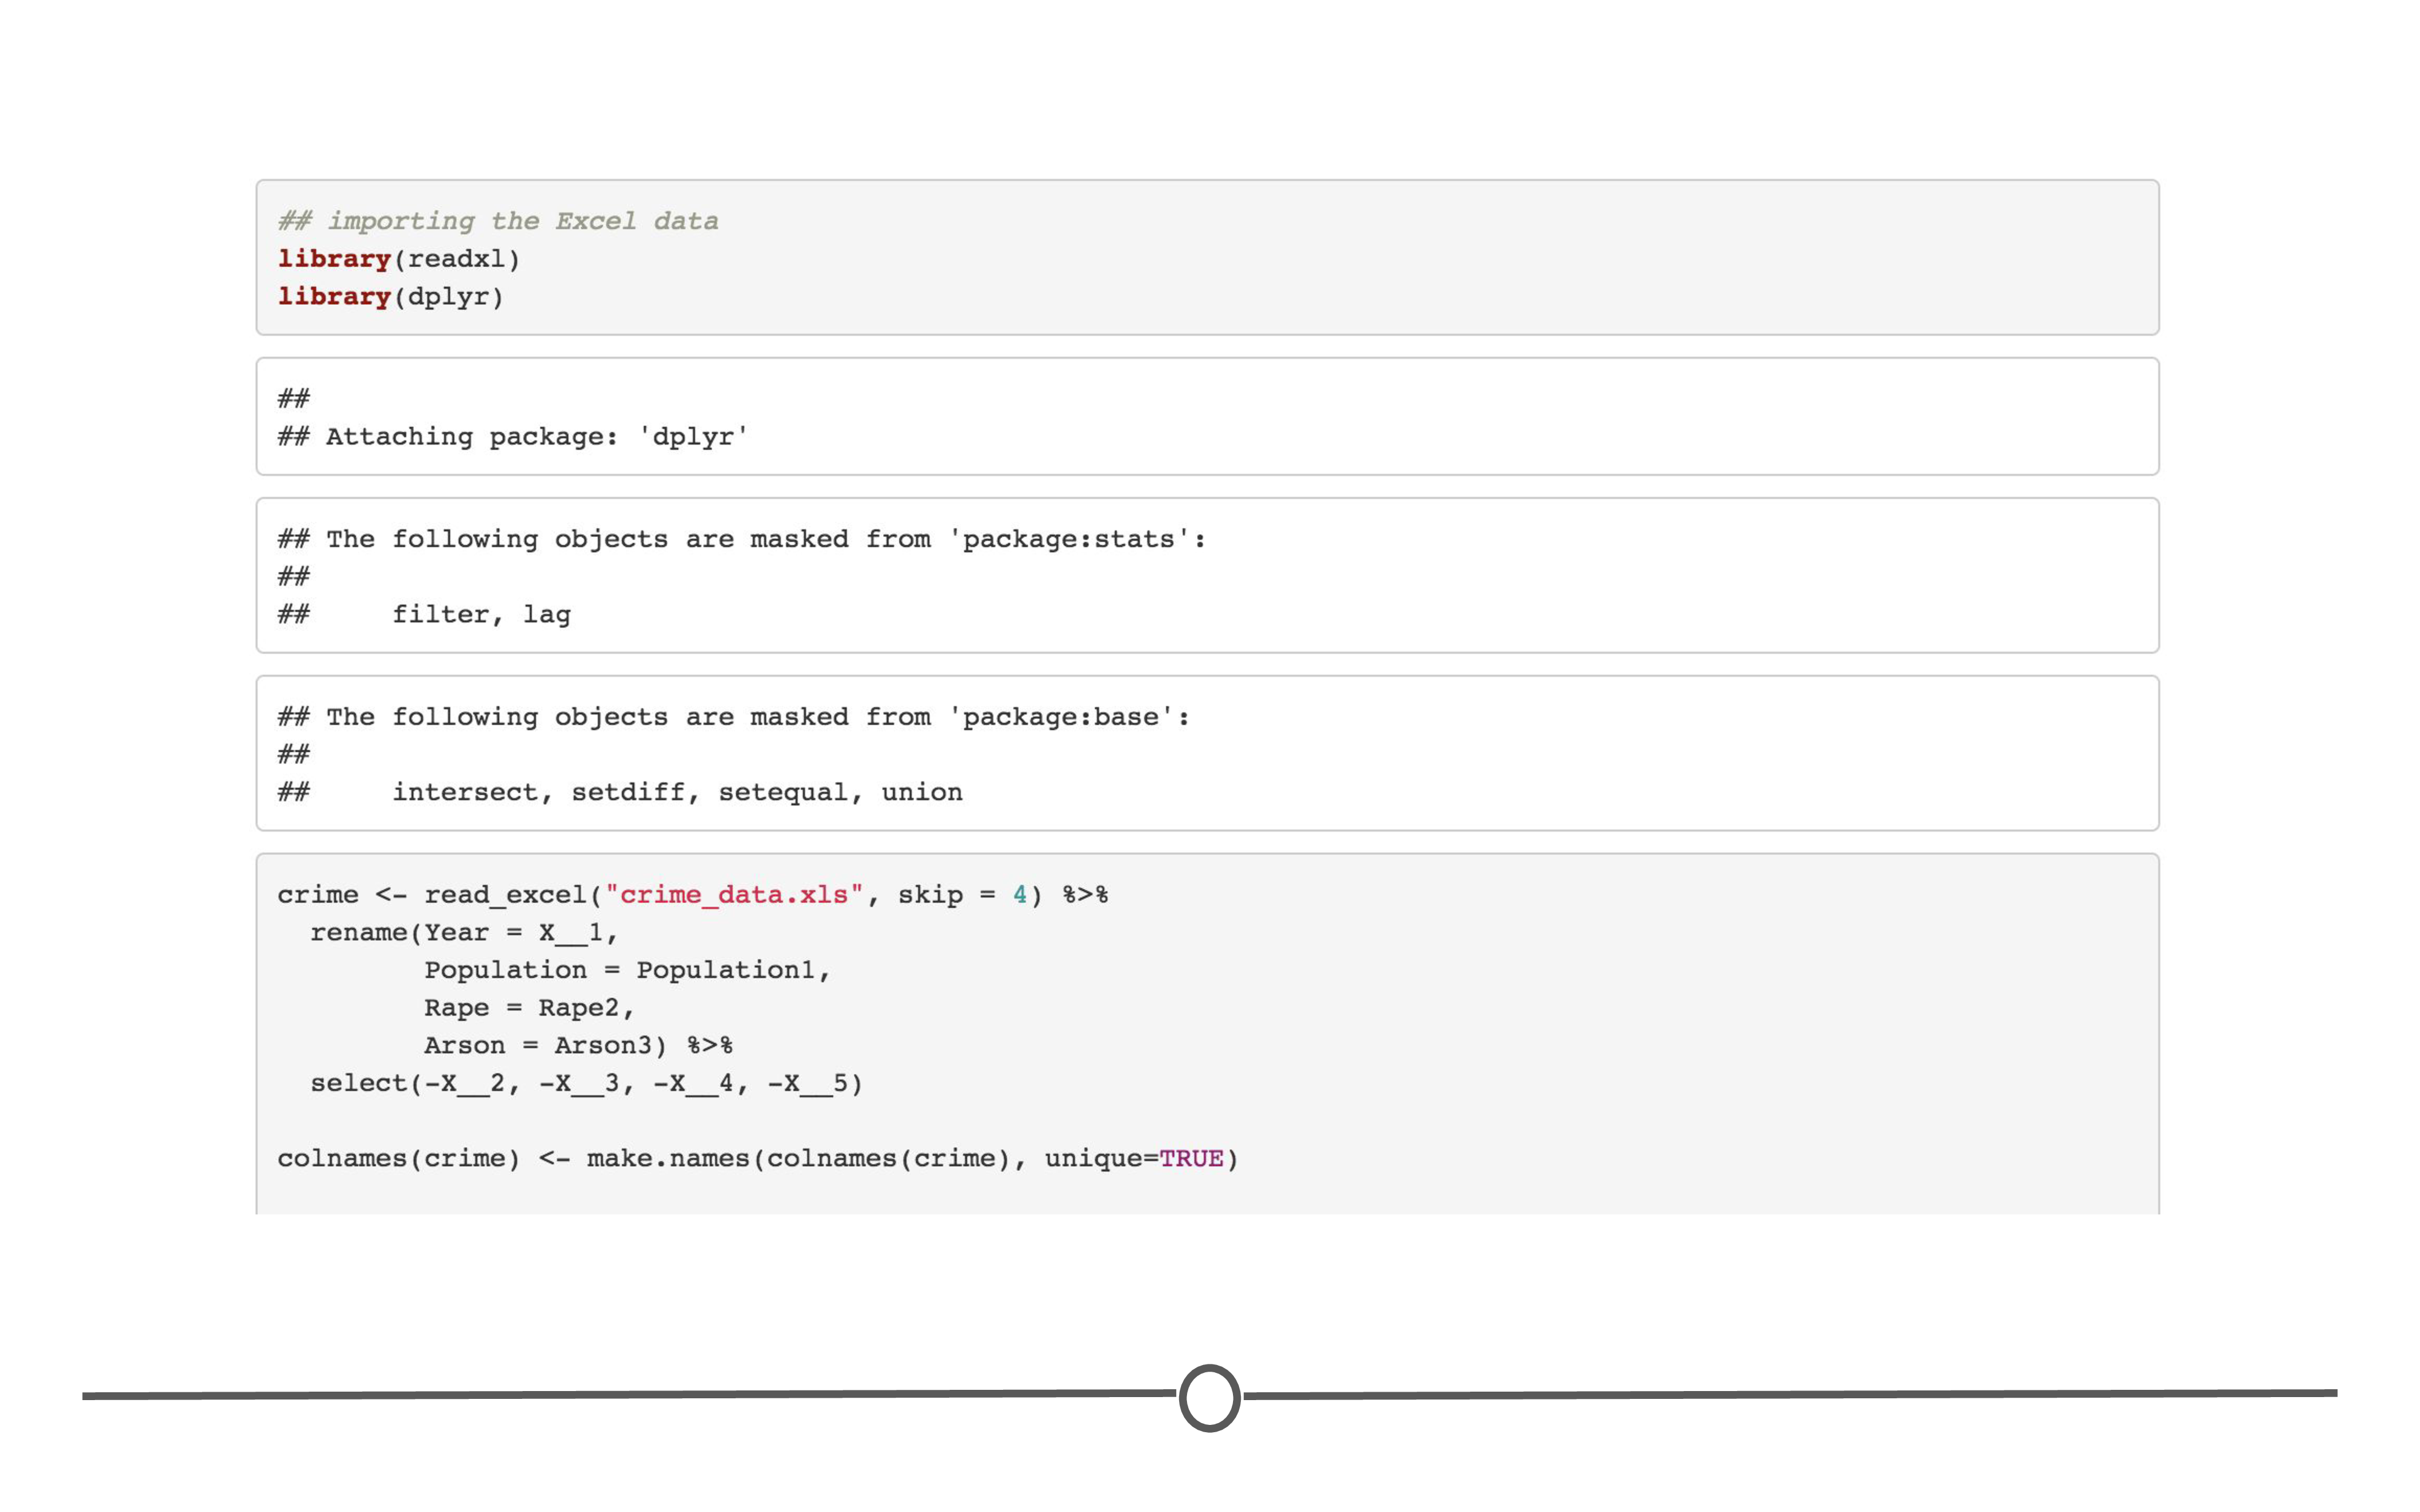 ## importing the Excel data
library(readxl)
library(dplyr)
##
## Attaching package: 'dplyr'
## The following objects are masked from 'package:stats':
##
##     filter, lag
## The following objects are masked from 'package:base':
##
##     intersect, setdiff, setequal, union
crime <- read_excel("crime_data.xls", skip = 4) %>%
  rename(Year = X__1,
         Population = Population1,
         Rape = Rape2,
         Arson = Arson3) %>%
  select(-X__2, -X__3, -X__4, -X__5)
colnames(crime) <- make.names(colnames(crime), unique=TRUE)